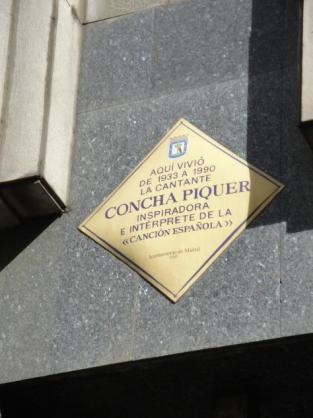 AQUÍ VIVIÓ
DE 1933 A 1990
LA CANTANTE
CONCHA PIQUER
INSPIRADORA
E INTÉRPRETE DE LA
«CANCIÓN ESPAÑOLA»
Ayuntamiento de Madrid